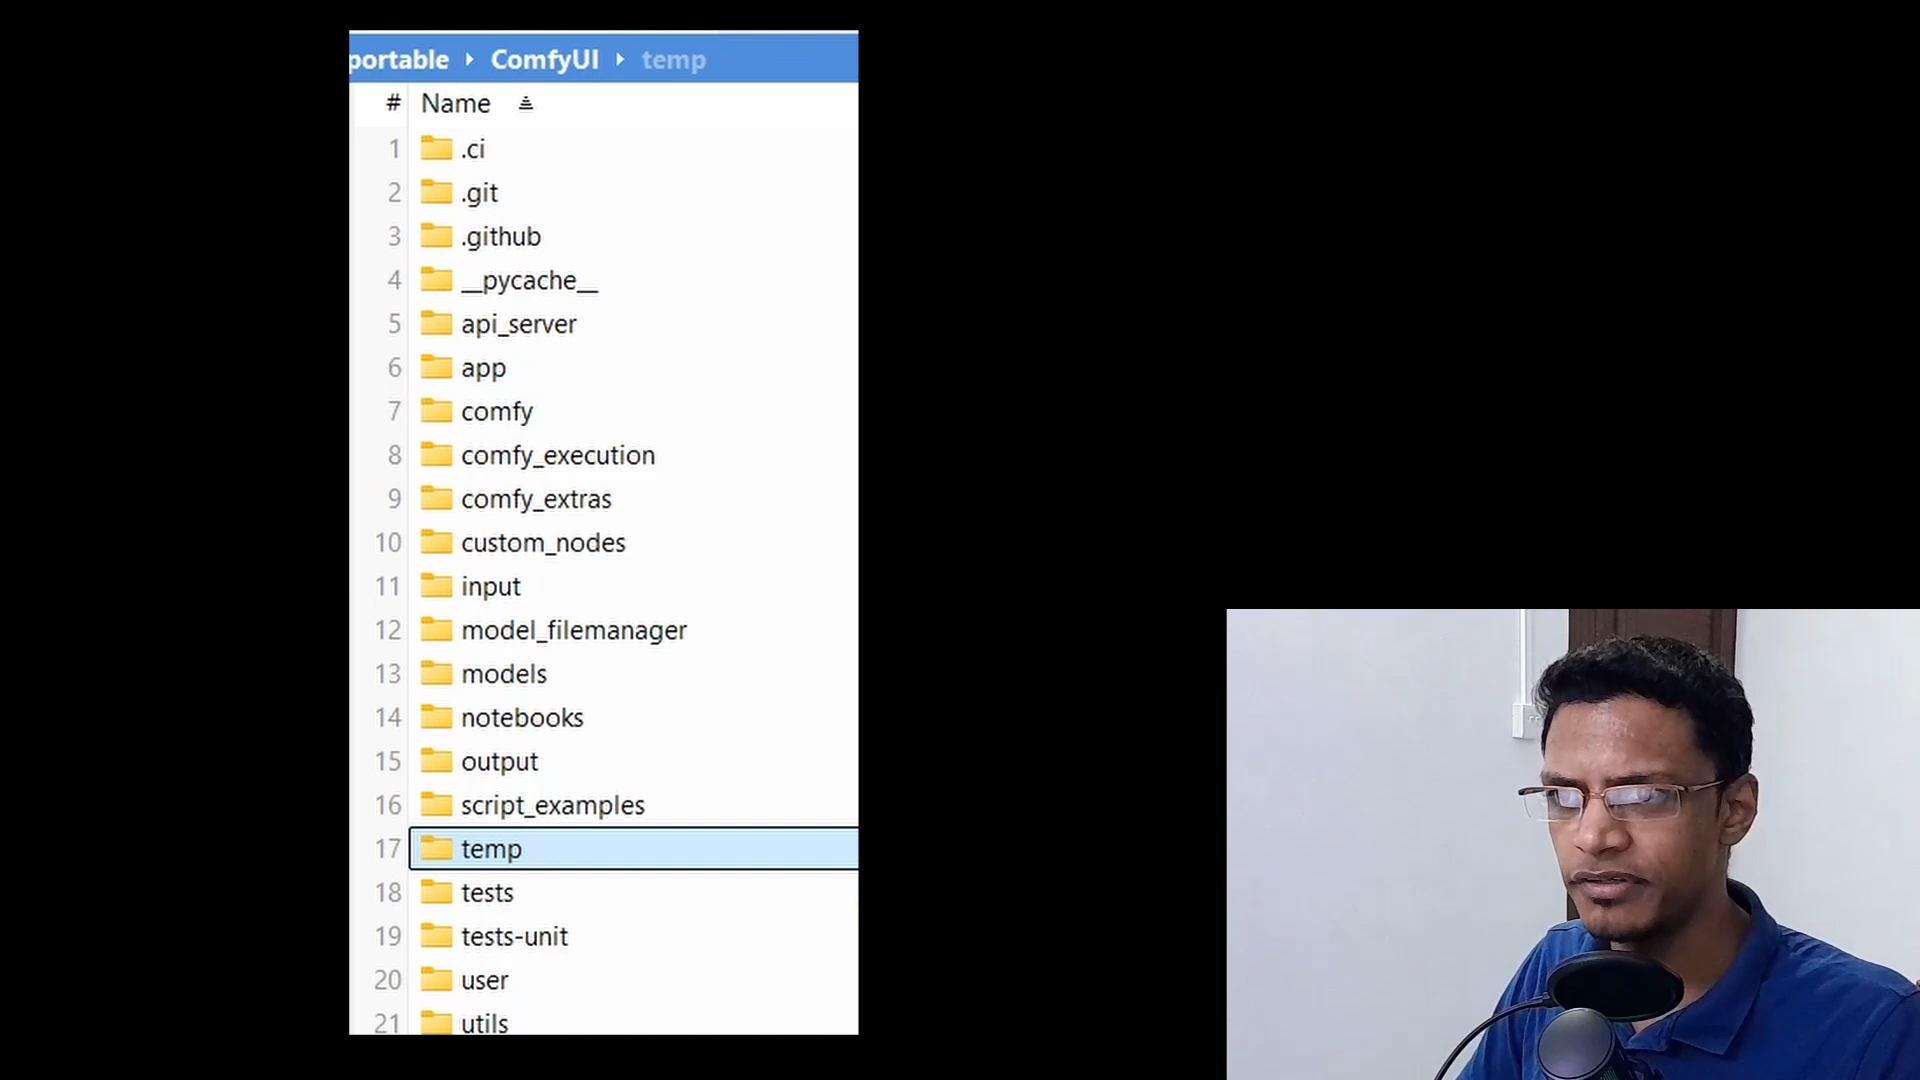 portable ComfyUI temp
# Name
1 .ci
2 .git
3 .github
4 __pycache__
5 api_server
6 app
7 comfy
8 comfy_execution
9 comfy_extras
10 custom_nodes
11 input
12 model_filemanager
13 models
14 notebooks
15 output
16 script_examples
17 temp
18 tests
19 tests-unit
20 user
21 utils